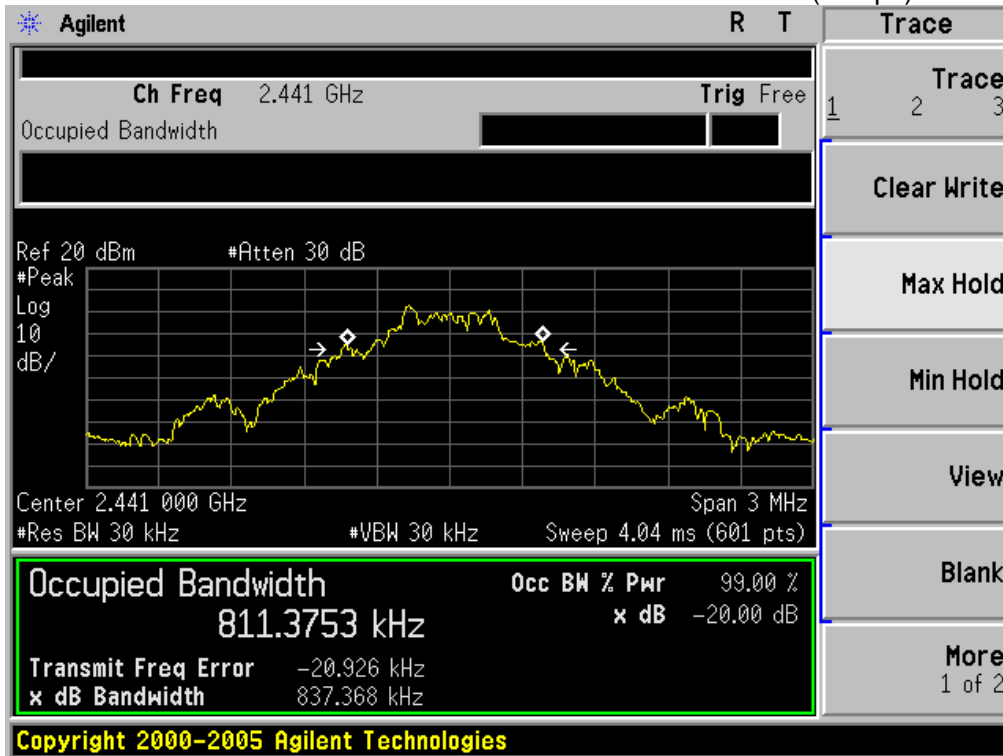 Agilent R T Trace
Ch Freq 2.441 GHz Trig Free
Occupied Bandwidth
Trace
1 2 3
Clear Write
Max Hold
Min Hold
View
Blank
More
1 of 2
Ref 20 dBm #Atten 30 dB
#Peak
Log
10
dB/
Center 2.441 000 GHz Span 3 MHz
#Res BW 30 kHz #VBW 30 kHz Sweep 4.04 ms (601 pts)
Occupied Bandwidth Occ BW % Pwr 99.00 %
811.3753 kHz x dB -20.00 dB
Transmit Freq Error -20.926 kHz
x dB Bandwidth 837.368 kHz
Copyright 2000-2005 Agilent Technologies